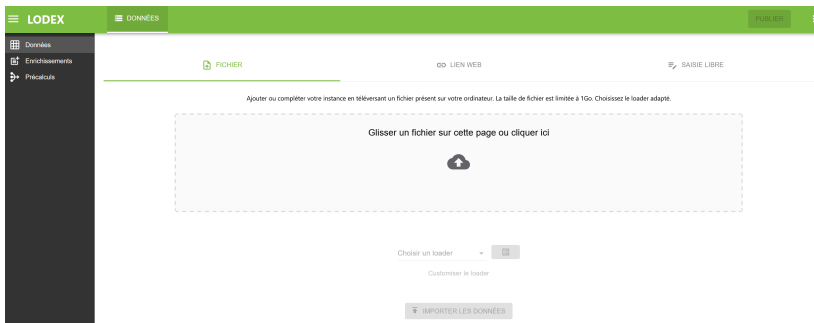 LODEX
DONNÉES
PUBLIER
Données
Enrichissements
Précalculs
FICHIER
LIEN WEB
SAISIE LIBRE
Ajouter ou compléter votre instance en téléversant un fichier présent sur votre ordinateur. La taille de fichier est limitée à 1Go. Choisissez le loader adapté.
Glisser un fichier sur cette page ou cliquer ici
Choisir un loader
Customiser le loader
IMPORTER LES DONNÉES